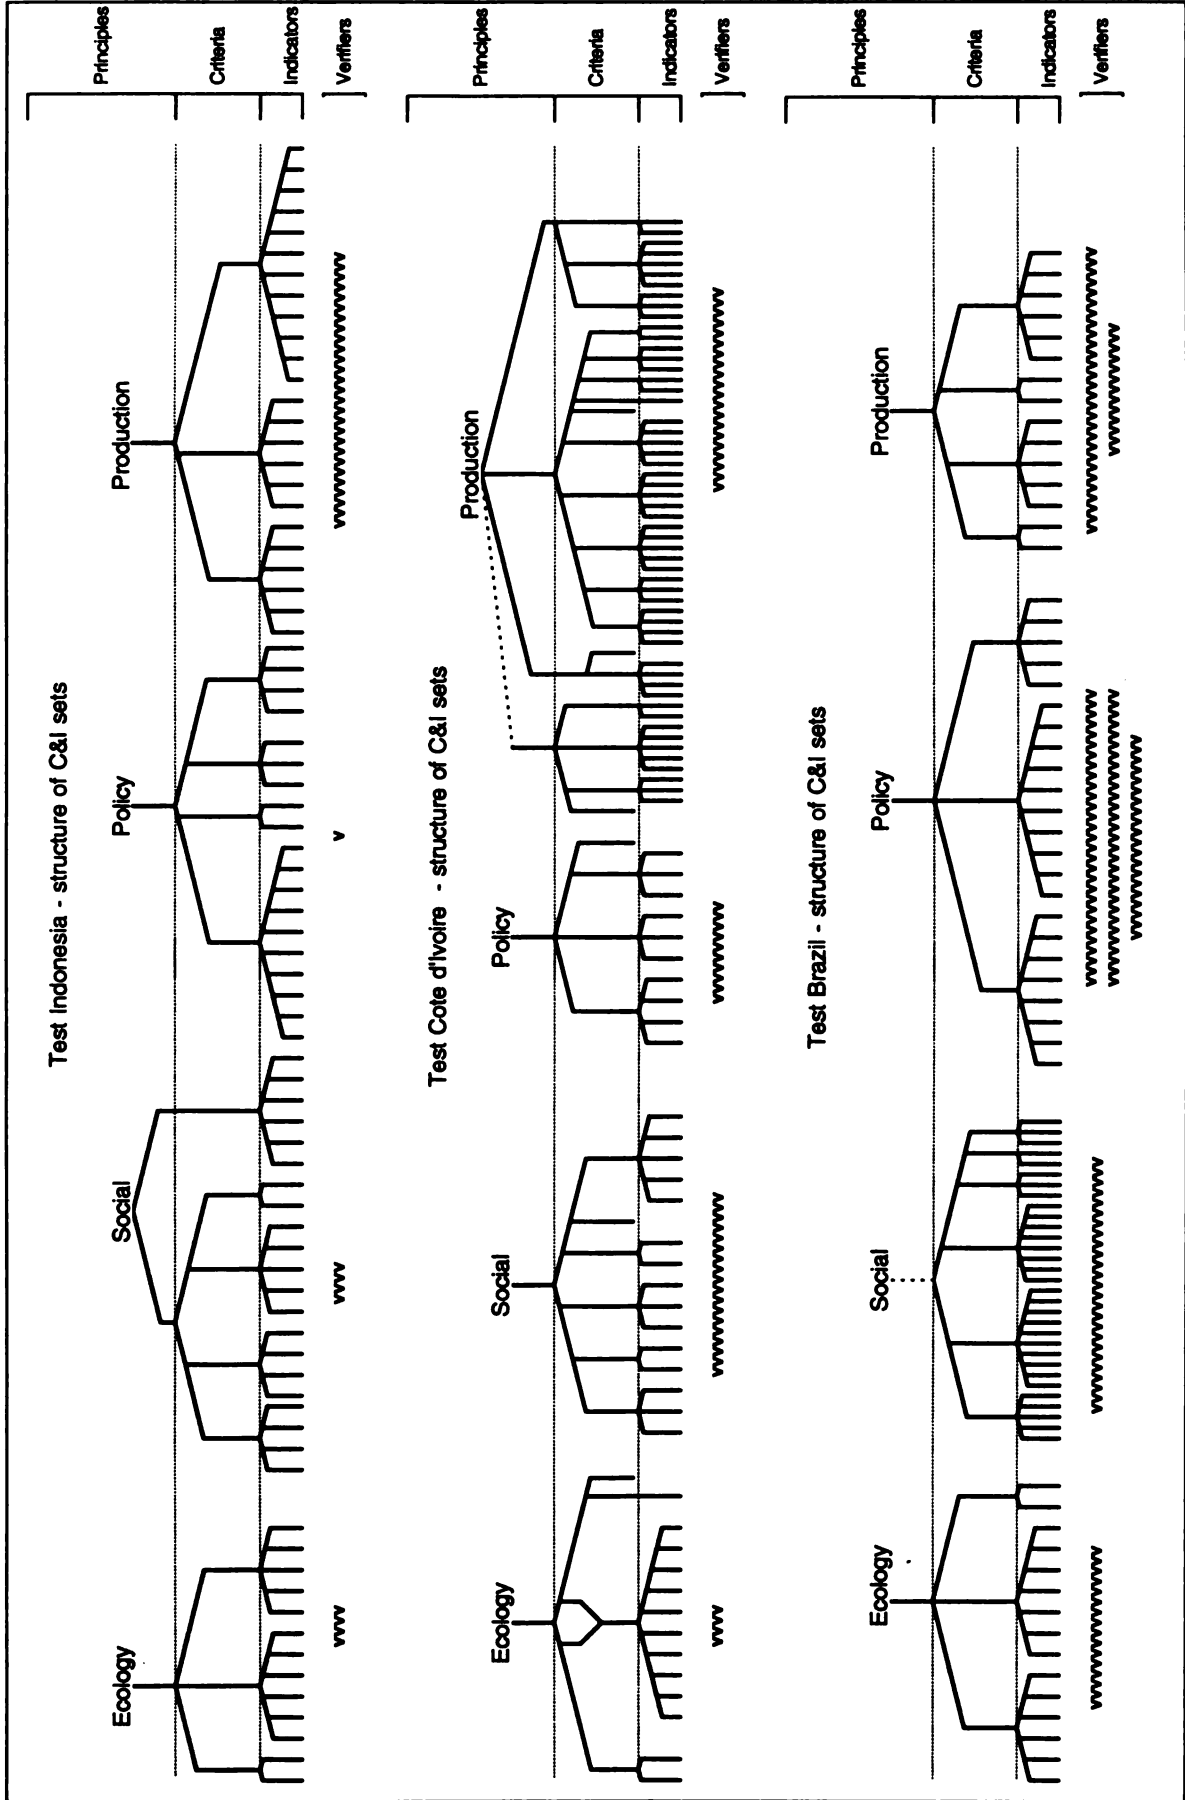 Test Indonesia - structure of C&I sets
Ecology Social Policy Production Principles
Criteria
Indicators
vvvv vvvv v Verifiers
Test Cote d'Ivoire - structure of C&I sets
Production Principles
Ecology Social Policy
Criteria
Indicators
Verifiers
Test Brazil - structure of C&I sets
Ecology Social Policy Production Principles
Criteria
Indicators
Verifiers